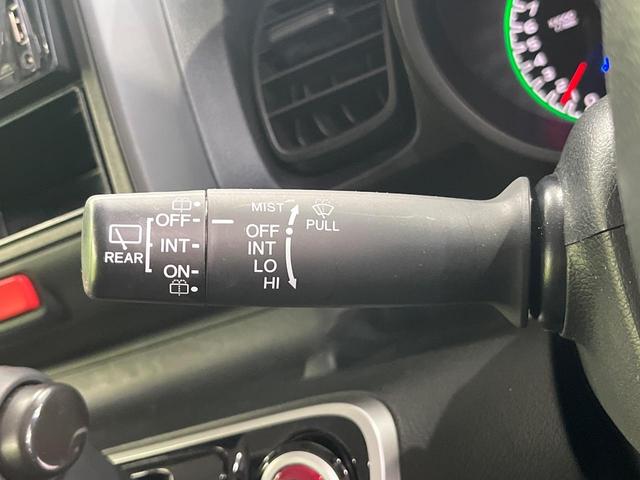 REAR
OFF
INT
ON
MIST
OFF
INT
LO
HI
PULL